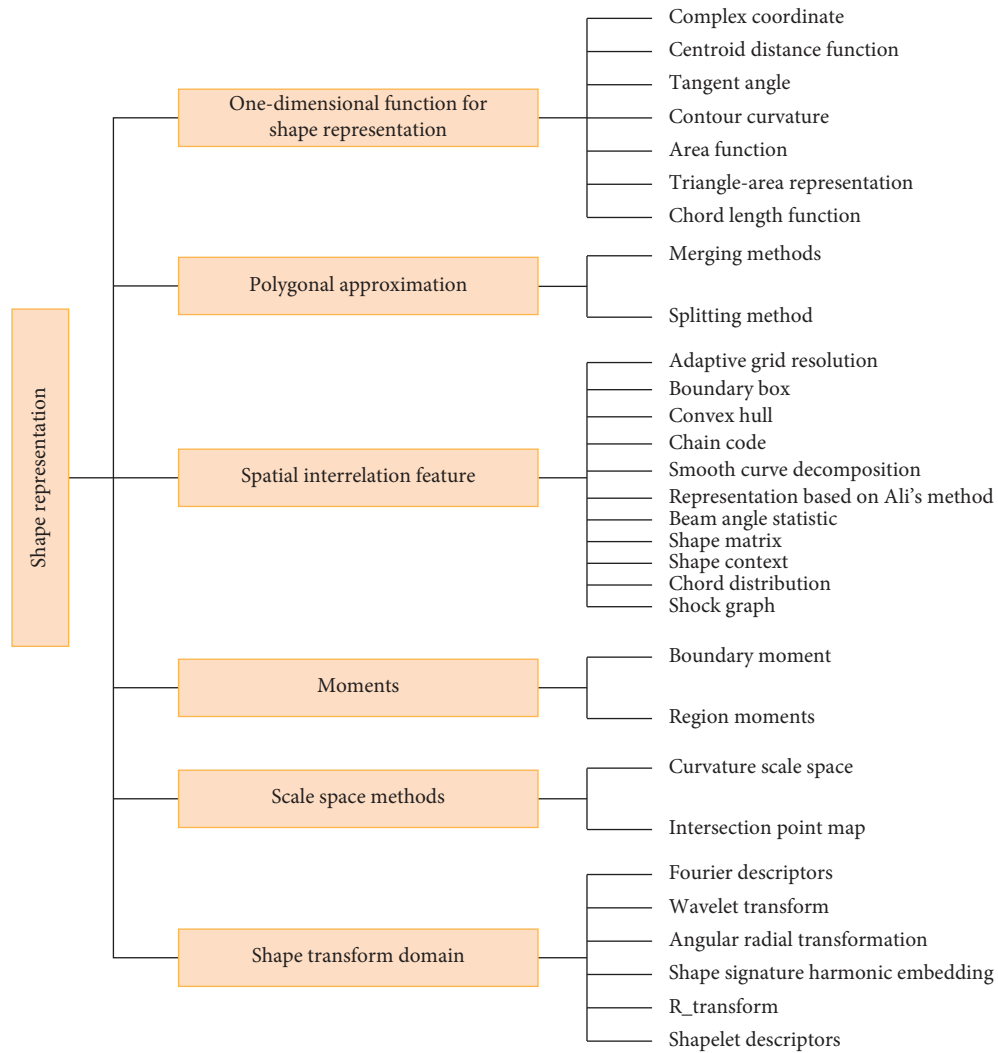 Shape representation
One-dimensional function for
shape representation
Complex coordinate
Centroid distance function
Tangent angle
Contour curvature
Area function
Triangle-area representation
Chord length function
Polygonal approximation
Merging methods
Splitting method
Spatial interrelation feature
Adaptive grid resolution
Boundary box
Convex hull
Chain code
Smooth curve decomposition
Representation based on Ali's method
Beam angle statistic
Shape matrix
Shape context
Chord distribution
Shock graph
Moments
Boundary moment
Region moments
Scale space methods
Curvature scale space
Intersection point map
Shape transform domain
Fourier descriptors
Wavelet transform
Angular radial transformation
Shape signature harmonic embedding
R_transform
Shapelet descriptors